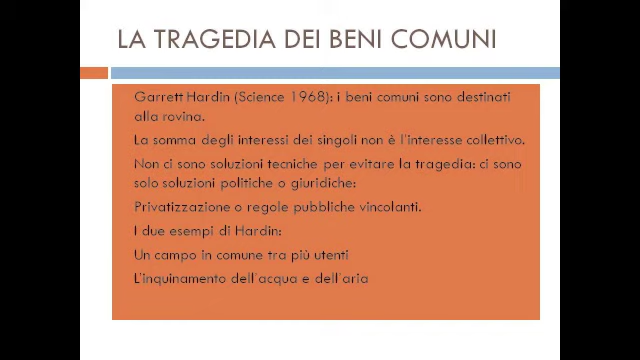 LA TRAGEDIA DEI BENI COMUNI
Garrett Hardin (Science 1968): i beni comuni sono destinati
alla rovina.
La somma degli interessi dei singoli non è l'interesse collettivo.
Non ci sono soluzioni tecniche per evitare la tragedia: ci sono
solo soluzioni politiche o giuridiche:
Privatizzazione o regole pubbliche vincolanti.
I due esempi di Hardin:
Un campo in comune tra più utenti
L'inquinamento dell'acqua e dell'aria